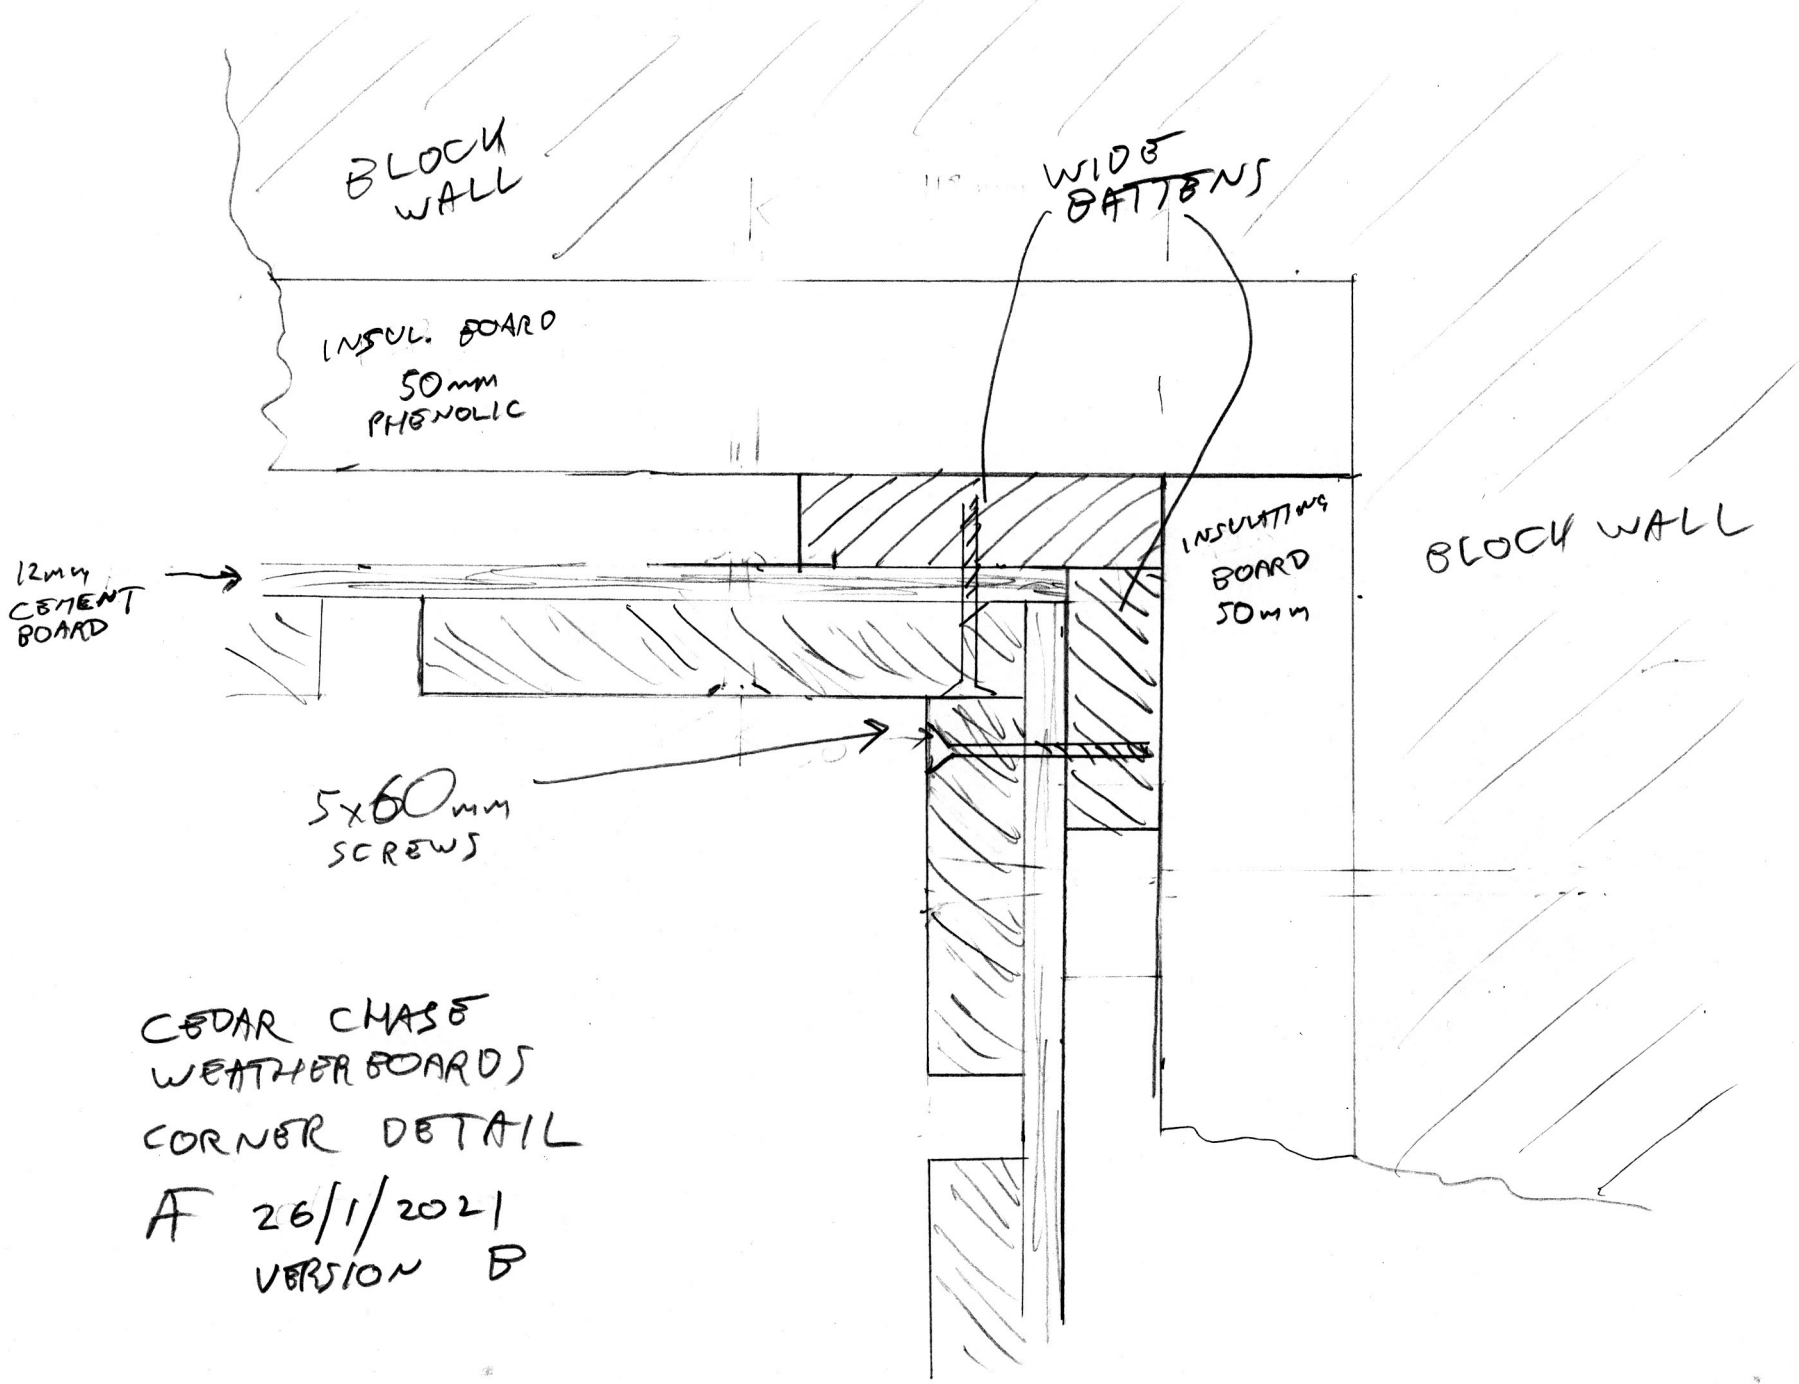 BLOCK
WALL
WIDE
BATTENS
INSUL. BOARD
50mm
PHENOLIC
INSULATING
BOARD
50mm
BLOCK WALL
12mm
CEMENT
BOARD
5x60mm
SCREWS
CEDAR CHASE
WEATHERBOARDS
CORNER DETAIL
AF 26/1/2021
VERSION B